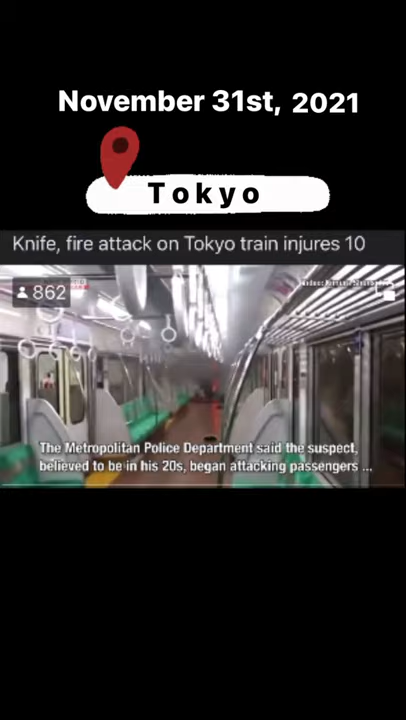 November 31st, 2021
Tokyo
Knife, fire attack on Tokyo train injures 10
862
The Metropolitan Police Department said the suspect,
believed to be in his 20s, began attacking passengers ...